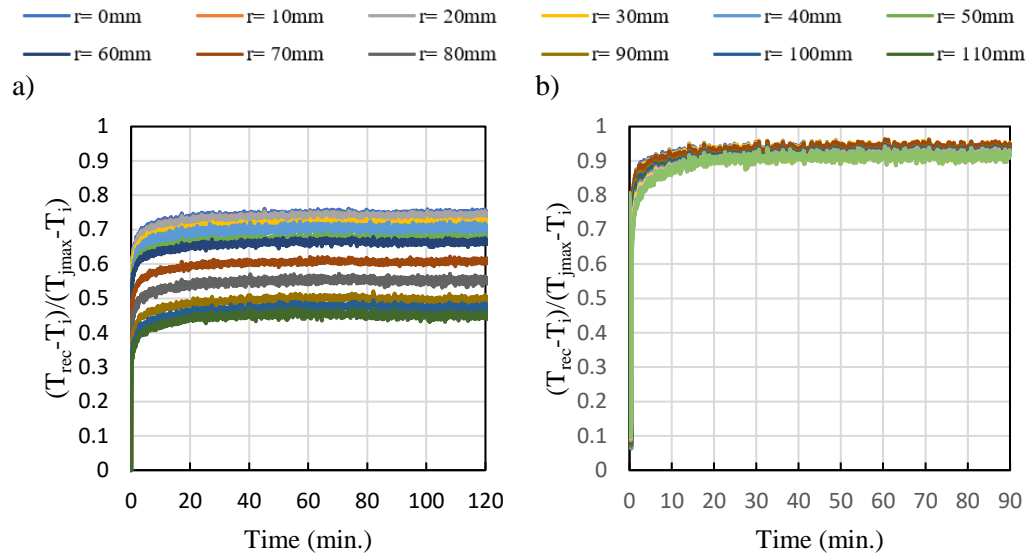 r= 0mm r= 10mm r= 20mm r= 30mm r= 40mm r= 50mm
r= 60mm r= 70mm r= 80mm r= 90mm r= 100mm r= 110mm
a) b)
(Trec-Ti)/(Tjmax-Ti)
1
0.9
0.8
0.7
0.6
0.5
0.4
0.3
0.2
0.1
0
0 20 40 60 80 100 120
Time (min.)
(Trec-Ti)/(Tjmax-Ti)
1
0.9
0.8
0.7
0.6
0.5
0.4
0.3
0.2
0.1
0
0 10 20 30 40 50 60 70 80 90
Time (min.)